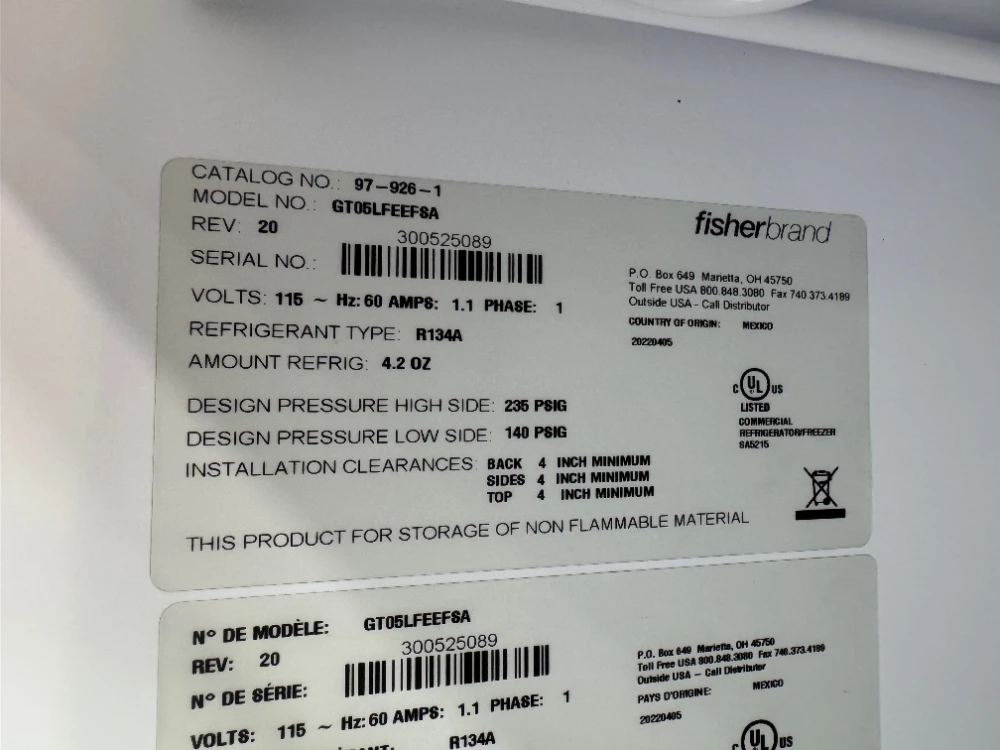 CATALOG NO.: 97-926-1
MODEL NO.: GT05LFEEFSA
REV: 20
300525089
SERIAL NO.:
VOLTS: 115 ~ Hz: 60 AMPS: 1.1 PHASE: 1
REFRIGERANT TYPE: R134A
AMOUNT REFRIG: 4.2 OZ
DESIGN PRESSURE HIGH SIDE: 235 PSIG
DESIGN PRESSURE LOW SIDE: 140 PSIG
INSTALLATION CLEARANCES: BACK 4 INCH MINIMUM
SIDES 4 INCH MINIMUM
TOP 4 INCH MINIMUM
THIS PRODUCT FOR STORAGE OF NON FLAMMABLE MATERIAL
fisherbrand
P.O. Box 649 Marietta, OH 45750
Toll Free USA 800.848.3080 Fax 740.373.4189
Outside USA - Call Distributor
COUNTRY OF ORIGIN: MEXICO
20220405
C UL US
LISTED
COMMERCIAL
REFRIGERATOR/FREEZER
SA5215
N° DE MODÈLE: GT05LFEEFSA
REV: 20
300525089
N° DE SÉRIE:
VOLTS: 115 ~ Hz: 60 AMPS: 1.1 PHASE: 1
R134A
P.O. Box 649 Marietta, OH 45750
Toll Free USA 800.848.3080 Fax 740.373.4189
Outside USA - Call Distributor
PAYS D'ORIGINE: MEXICO
20220405
C UL US